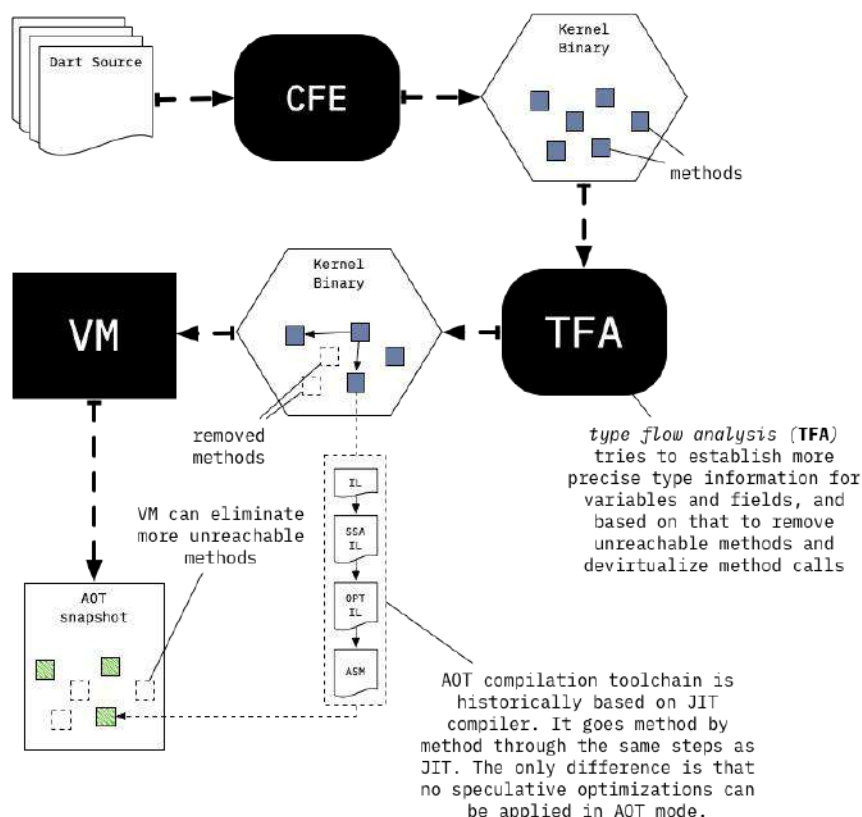 Dart Source
CFE
Kernel
Binary
methods
VM
Kernel
Binary
TFA
removed
methods
type flow analysis (TFA)
tries to establish more
precise type information for
variables and fields, and
based on that to remove
unreachable methods and
devirtualize method calls
VM can eliminate
more unreachable
methods
IL
SSA
IL
OPT
IL
ASM
AOT
snapshot
AOT compilation toolchain is
historically based on JIT
compiler. It goes method by
method through the same steps as
JIT. The only difference is that
no speculative optimizations can
be applied in AOT mode.